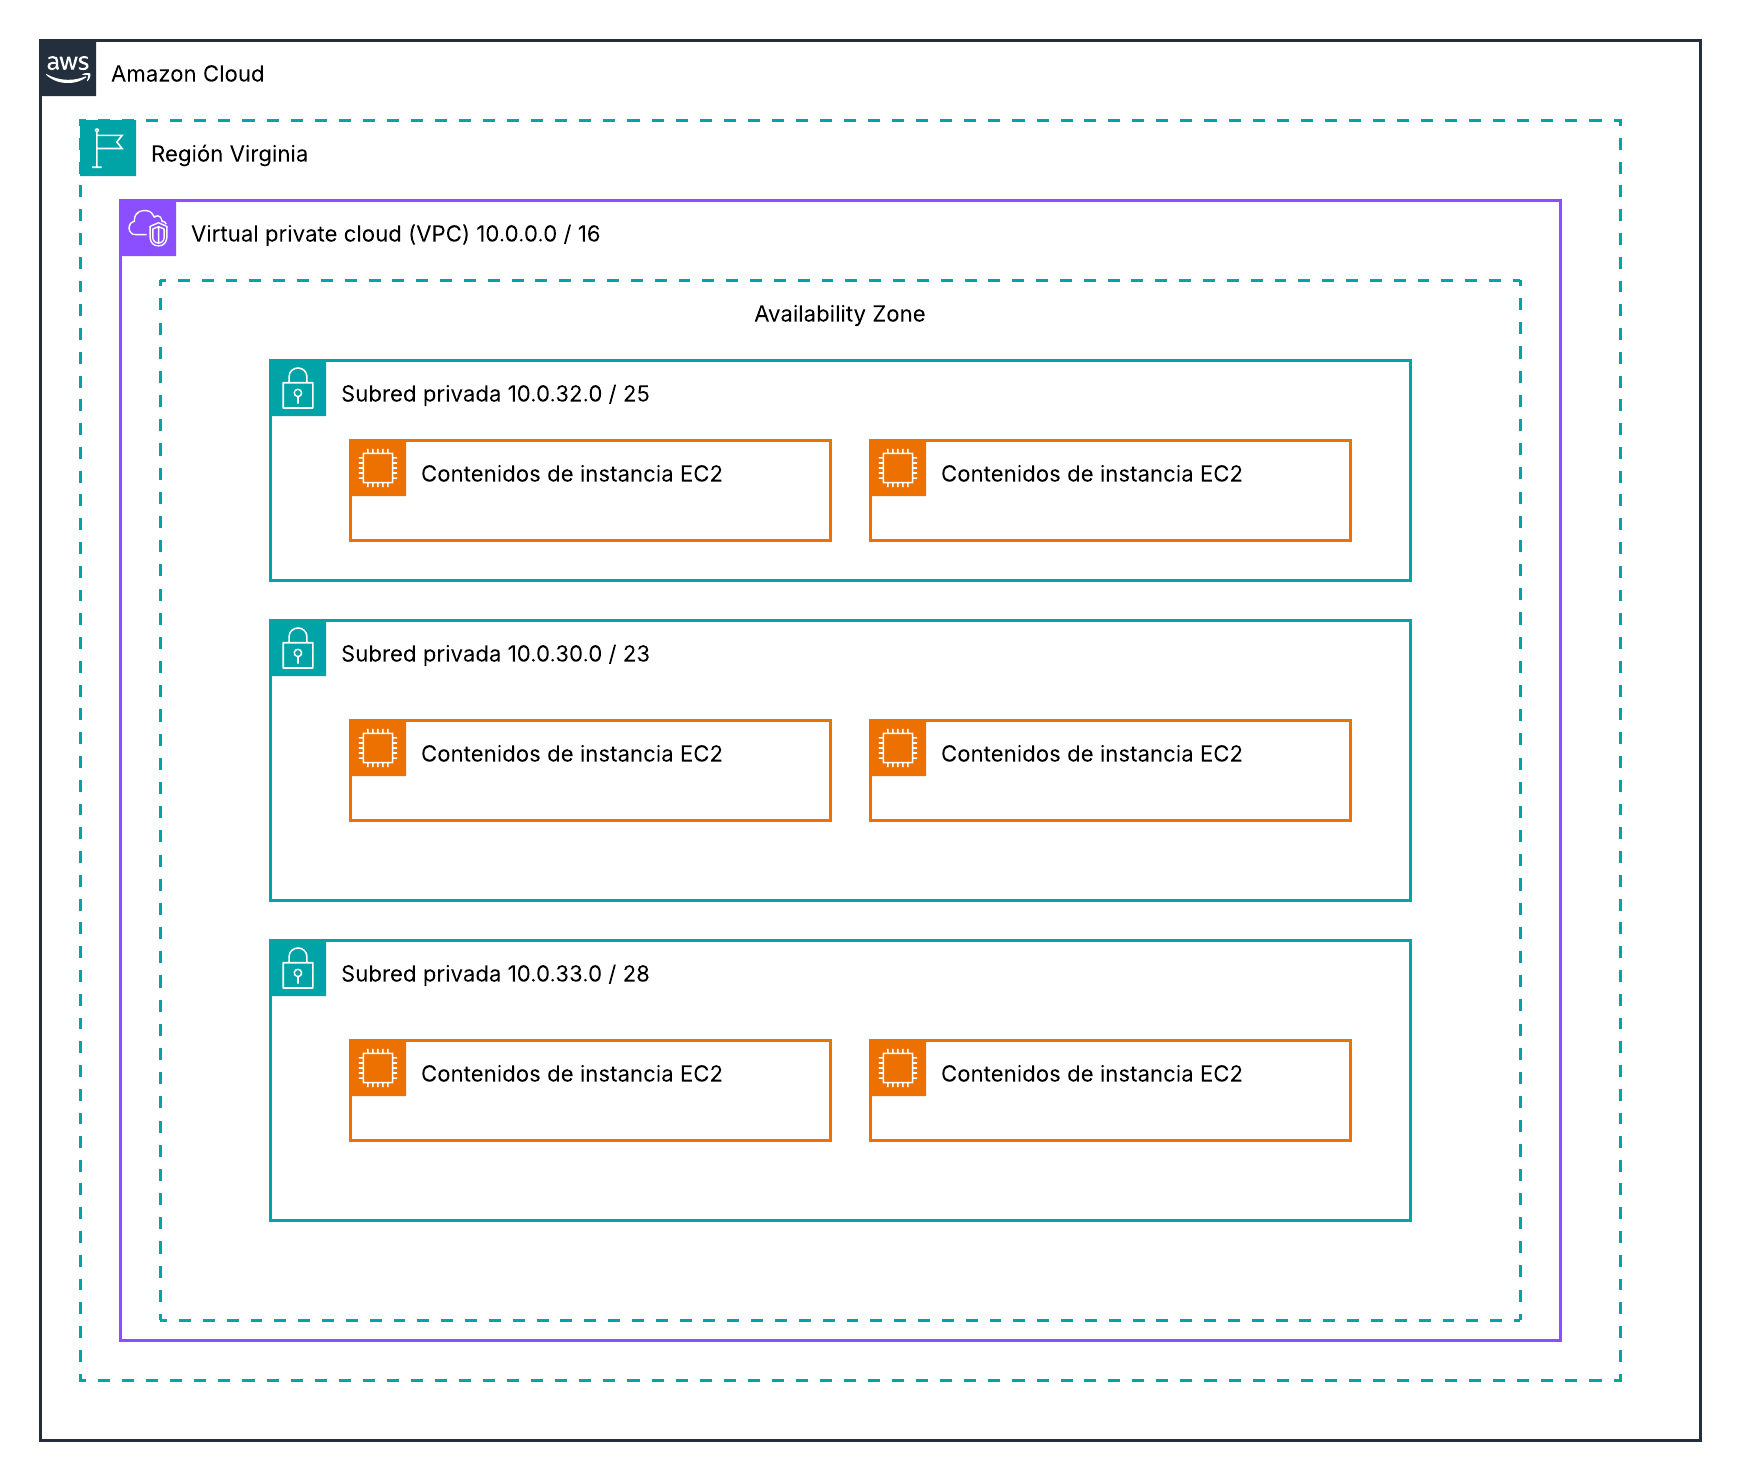 aws
Amazon Cloud
Región Virginia
Virtual private cloud (VPC) 10.0.0.0 / 16
Availability Zone
Subred privada 10.0.32.0 / 25
Contenidos de instancia EC2
Contenidos de instancia EC2
Subred privada 10.0.30.0 / 23
Contenidos de instancia EC2
Contenidos de instancia EC2
Subred privada 10.0.33.0 / 28
Contenidos de instancia EC2
Contenidos de instancia EC2